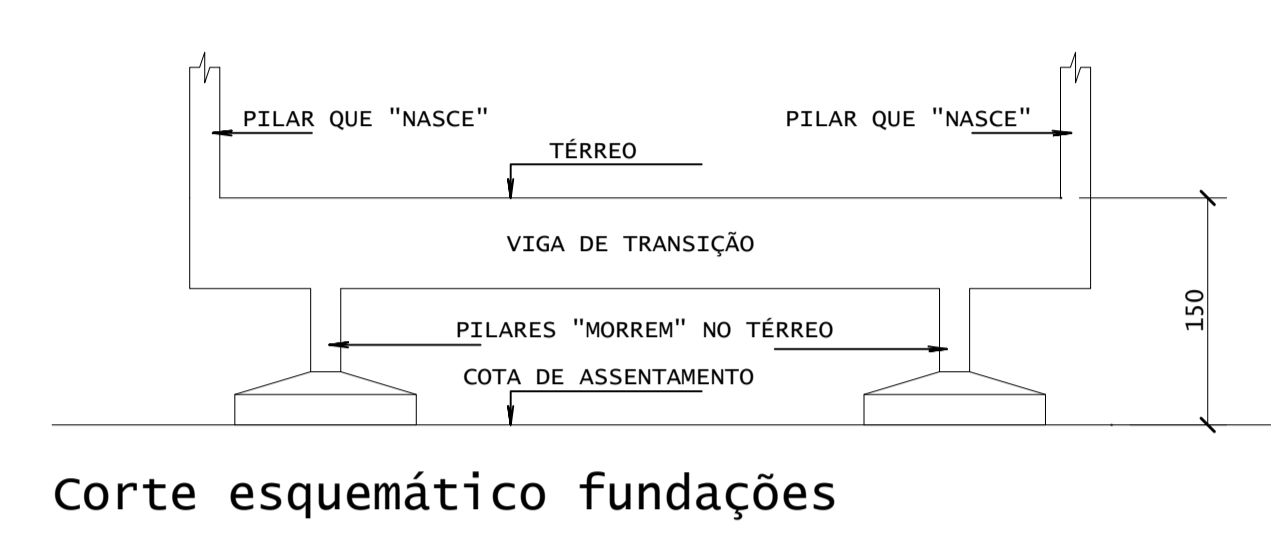 PILAR QUE "NASCE"
PILAR QUE "NASCE"
TÉRREO
VIGA DE TRANSIÇÃO
150
PILARES "MORREM" NO TÉRREO
COTA DE ASSENTAMENTO
Corte esquemático fundações